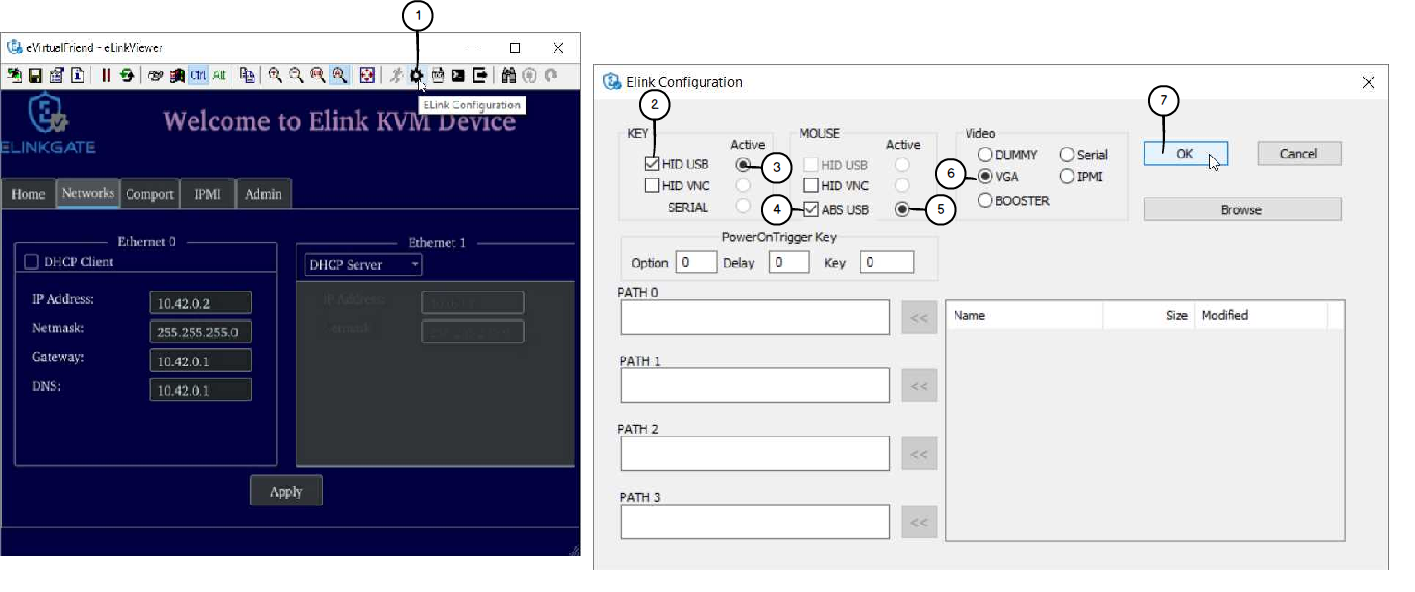 1
eVirtualFriend - eLinkViewer
Ctrl Alt
ELink Configuration
Welcome to Elink KVM Device
ELINKGATE
Home Networks Comport IPMI Admin
Ethernet 0
DHCP Client
IP Address: 10.42.0.2
Netmask: 255.255.255.0
Gateway: 10.42.0.1
DNS: 10.42.0.1
Ethernet 1
DHCP Server
IP Address:
Apply
Elink Configuration
2
KEY
Active
HID USB
3
HID VNC
SERIAL
MOUSE
Active
HID USB
HID VNC
4
ABS USB
5
Video
DUMMY Serial
6
VGA IPMI
BOOSTER
7
OK Cancel
Browse
PowerOnTrigger Key
Option 0 Delay 0 Key 0
PATH 0
<<
PATH 1
<<
PATH 2
<<
PATH 3
<<
Name Size Modified